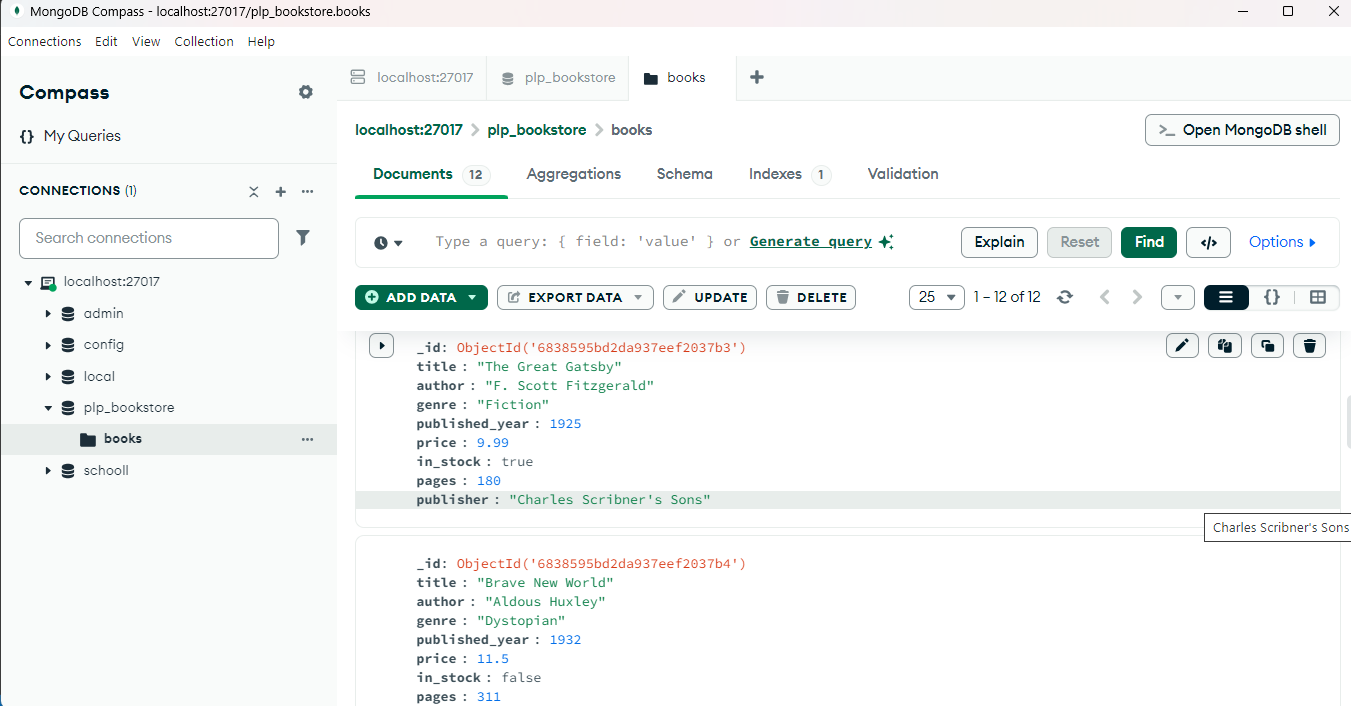 MongoDB Compass - localhost:27017/plp_bookstore.books
Connections Edit View Collection Help
Compass
{} My Queries
CONNECTIONS (1)
Search connections
localhost:27017
admin
config
local
plp_bookstore
books
schooll
localhost:27017 plp_bookstore books
localhost:27017 > plp_bookstore > books
>_ Open MongoDB shell
Documents 12 Aggregations Schema Indexes 1 Validation
Type a query: { field: 'value' } or Generate query
Explain Reset Find </> Options
ADD DATA EXPORT DATA UPDATE DELETE
25 1 – 12 of 12 {}
_id: ObjectId('6838595bd2da937eef2037b3')
title : "The Great Gatsby"
author : "F. Scott Fitzgerald"
genre : "Fiction"
published_year : 1925
price : 9.99
in_stock : true
pages : 180
publisher : "Charles Scribner's Sons"
Charles Scribner's Sons
_id: ObjectId('6838595bd2da937eef2037b4')
title : "Brave New World"
author : "Aldous Huxley"
genre : "Dystopian"
published_year : 1932
price : 11.5
in_stock : false
pages : 311